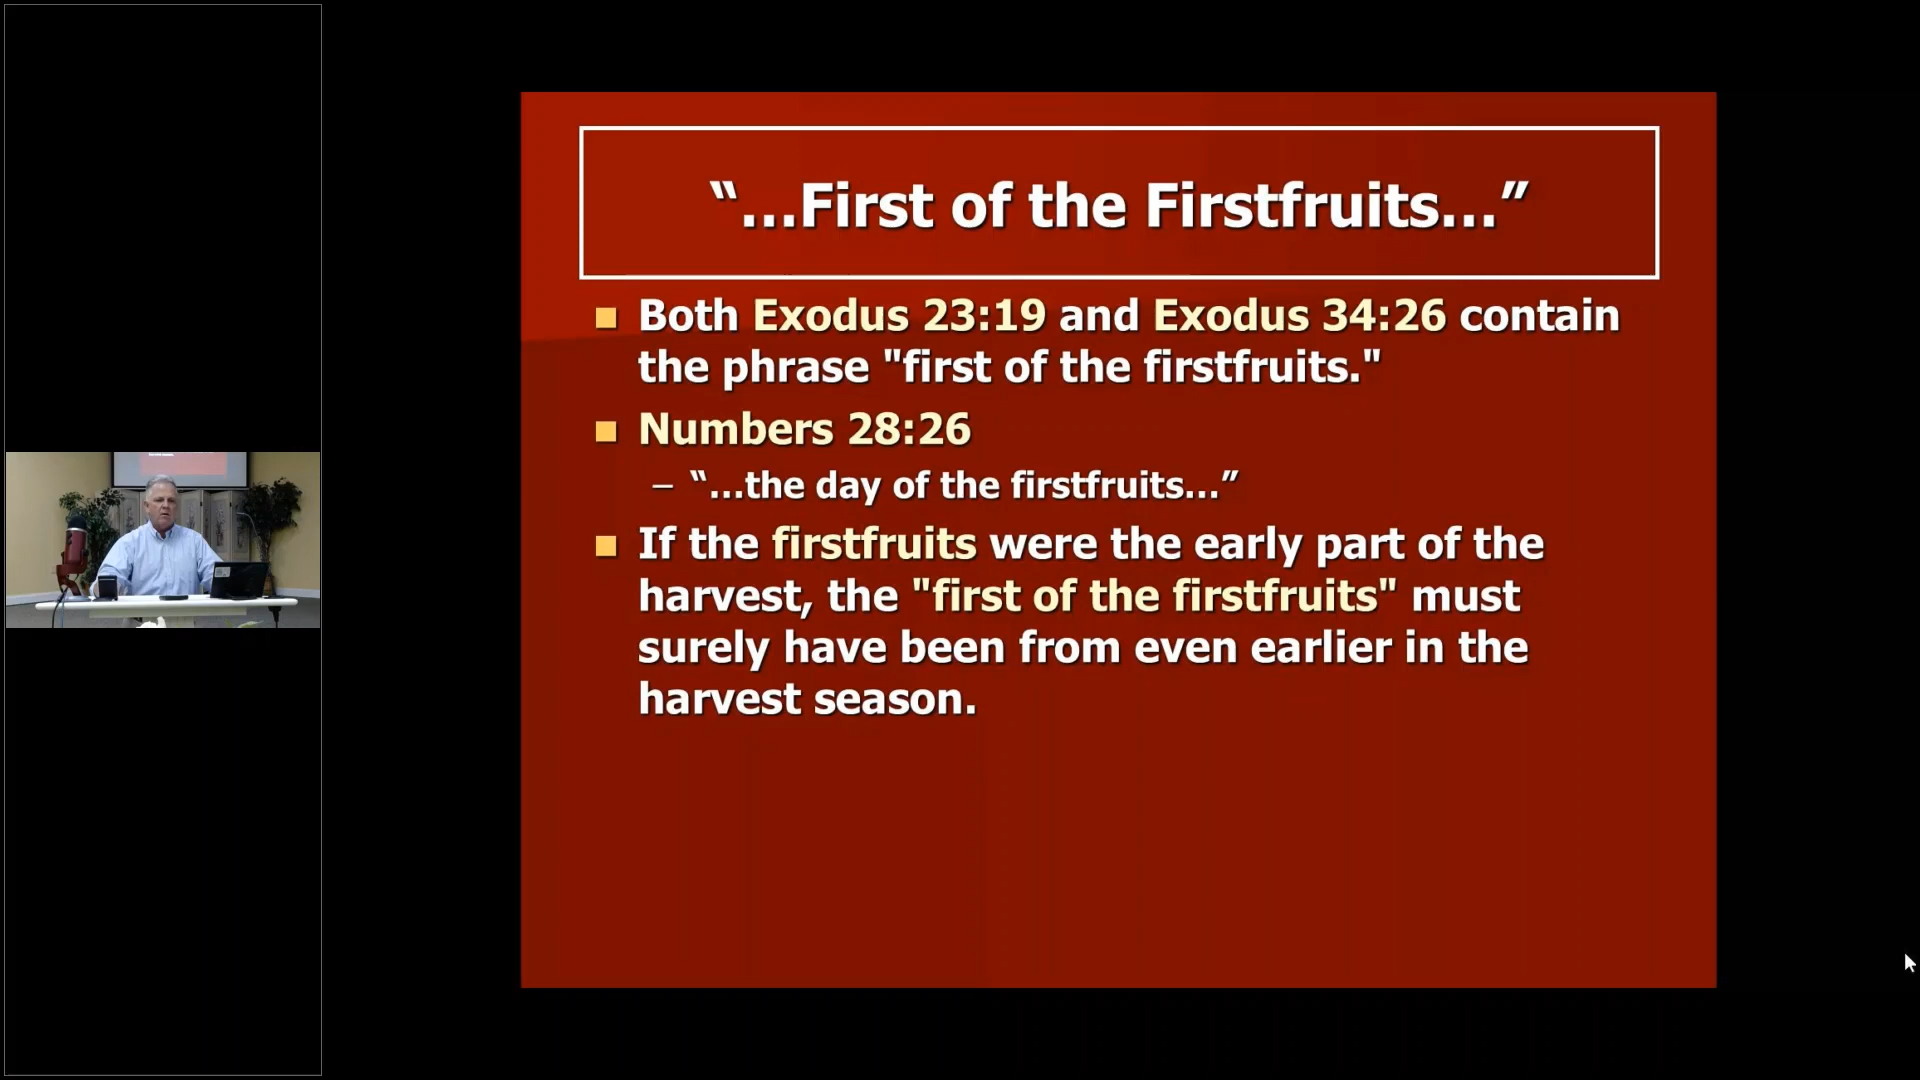 “…First of the Firstfruits…”
■ Both Exodus 23:19 and Exodus 34:26 contain
the phrase "first of the firstfruits."
■ Numbers 28:26
– “…the day of the firstfruits…”
■ If the firstfruits were the early part of the
harvest, the "first of the firstfruits" must
surely have been from even earlier in the
harvest season.